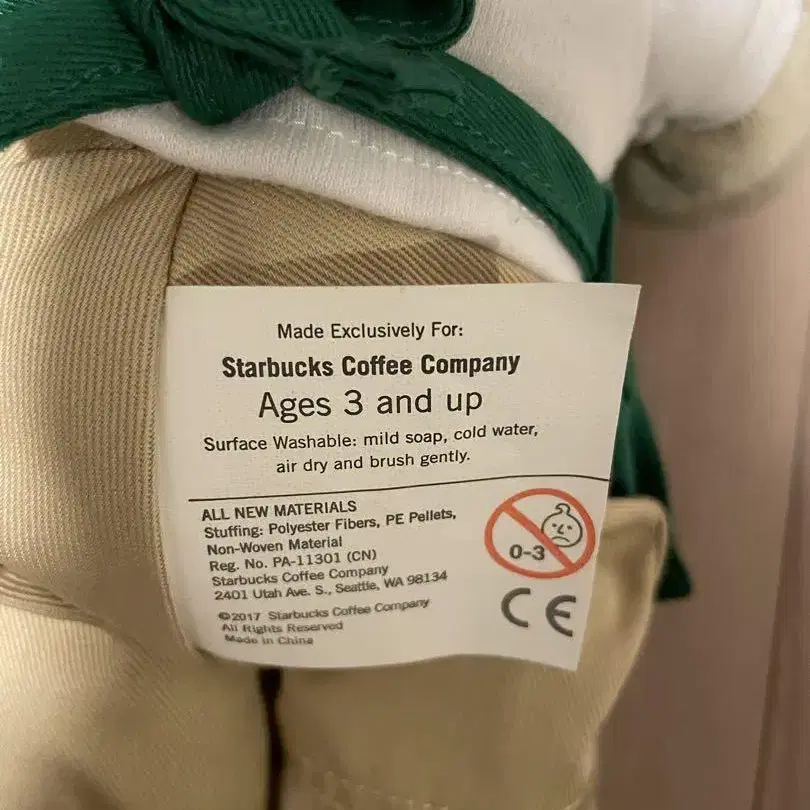 Made Exclusively For:
Starbucks Coffee Company
Ages 3 and up
Surface Washable: mild soap, cold water,
air dry and brush gently.
ALL NEW MATERIALS
Stuffing: Polyester Fibers, PE Pellets,
Non-Woven Material
Reg. No. PA-11301 (CN)
Starbucks Coffee Company
2401 Utah Ave. S., Seattle, WA 98134
©2017 Starbucks Coffee Company
All Rights Reserved
Made in China
0-3
CE